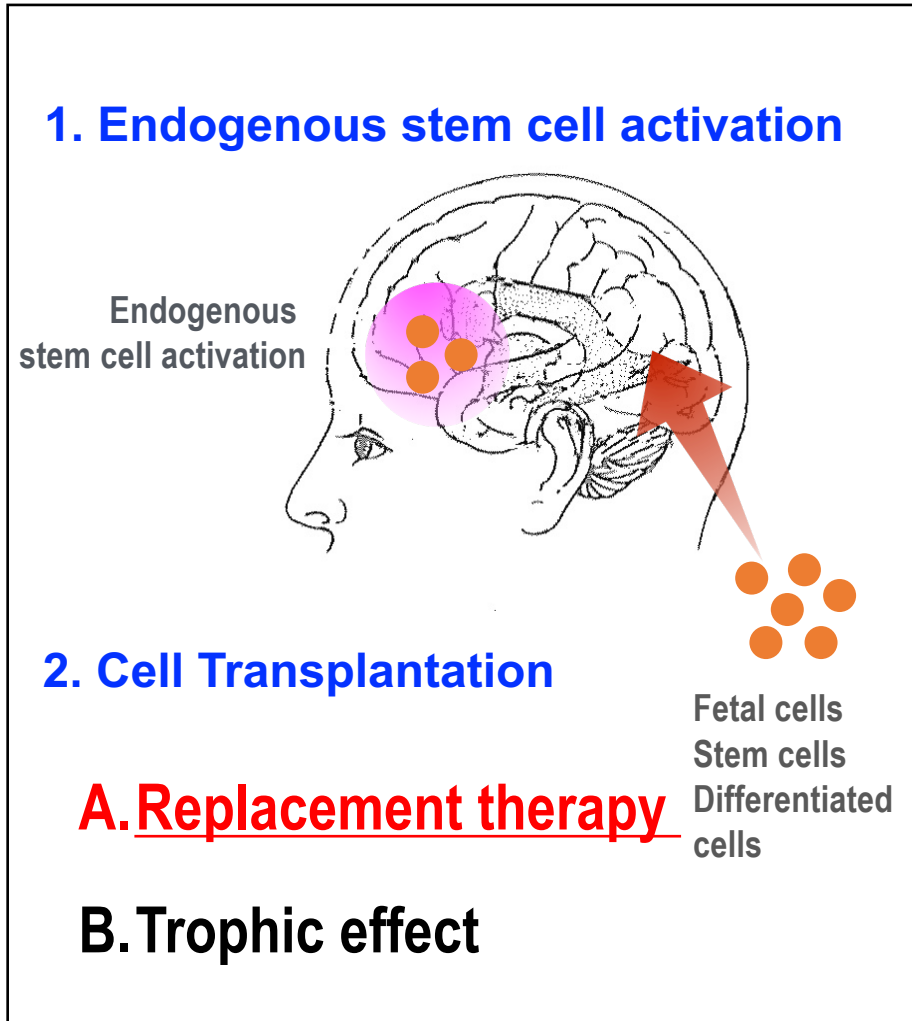 1. Endogenous stem cell activation
Endogenous
stem cell activation
2. Cell Transplantation
Fetal cells
Stem cells
Differentiated
cells
A. Replacement therapy
B. Trophic effect